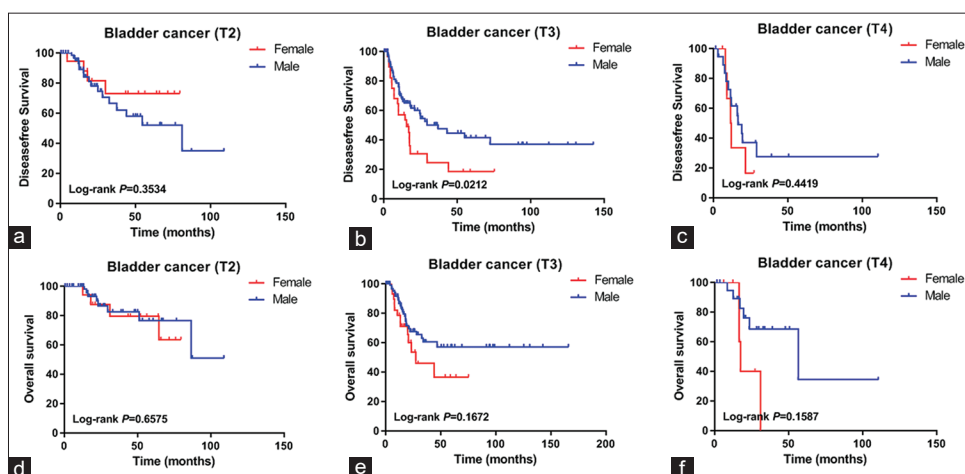 Bladder cancer (T2)
Female
Male
Diseasefree Survival
100
80
60
40
20
0
Log-rank P=0.3534
0
50
100
150
Time (months)
a
Bladder cancer (T3)
Female
Male
Diseasefree Survival
100
80
60
40
20
0
Log-rank P=0.0212
0
50
100
150
Time (months)
b
Bladder cancer (T4)
Female
Male
Diseasefree Survival
100
80
60
40
20
0
Log-rank P=0.4419
0
50
100
150
Time (months)
c
Bladder cancer (T2)
Female
Male
Overall survival
100
80
60
40
20
0
Log-rank P=0.6575
0
50
100
150
Time (months)
d
Bladder cancer (T3)
Female
Male
Overall survival
100
80
60
40
20
0
Log-rank P=0.1672
0
50
100
150
200
Time (months)
e
Bladder cancer (T4)
Female
Male
Overall survival
100
80
60
40
20
0
Log-rank P=0.1587
0
50
100
150
Time (months)
f